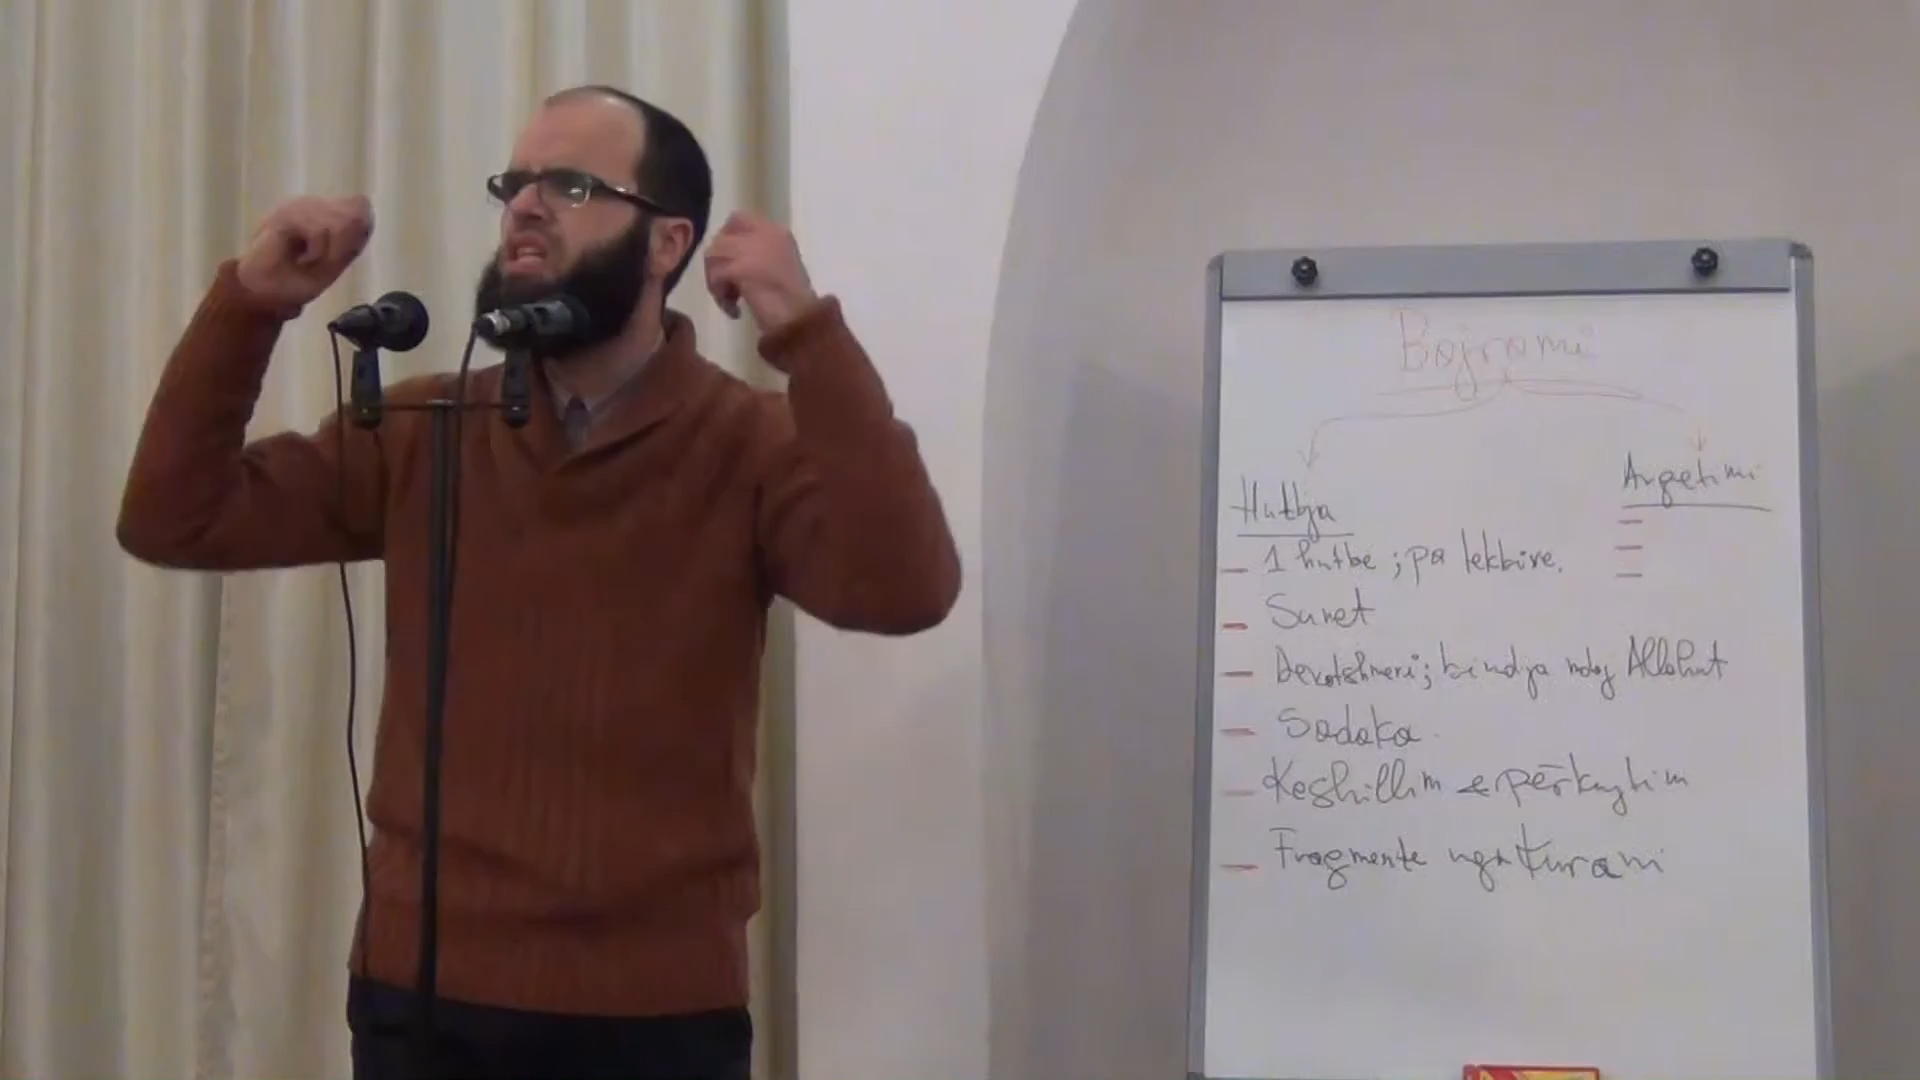 Bajrami
Hutbja
Argetimi
1 hutbe ; pa tekbire.
Sunet
Devotshmeri ; bindja ndaj Allahut
Sadaka
Keshillim e përkujtim
Fragmente nga Kurani